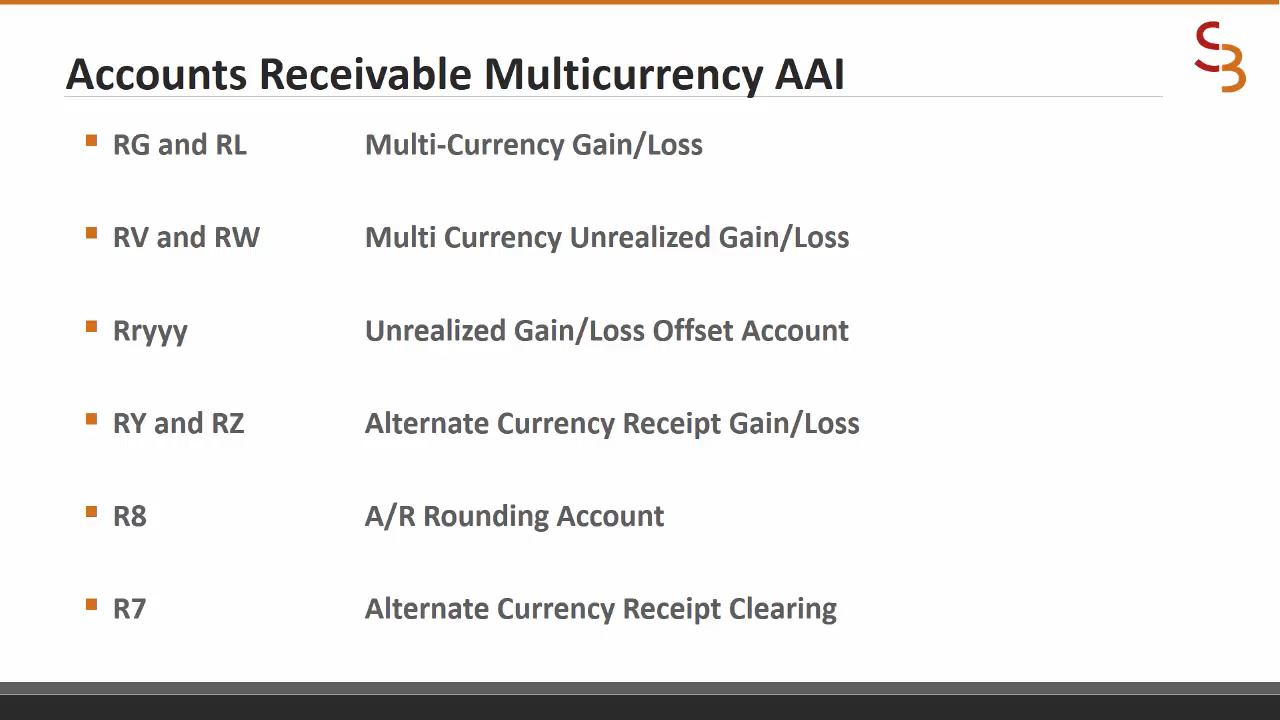 Accounts Receivable Multicurrency AAI
SB
RG and RL Multi-Currency Gain/Loss
RV and RW Multi Currency Unrealized Gain/Loss
Rryyy Unrealized Gain/Loss Offset Account
RY and RZ Alternate Currency Receipt Gain/Loss
R8 A/R Rounding Account
R7 Alternate Currency Receipt Clearing